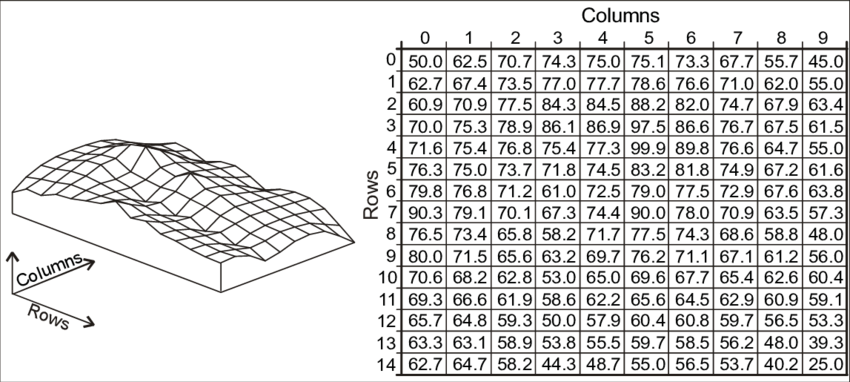 Columns
0 1 2 3 4 5 6 7 8 9
0 50.0 62.5 70.7 74.3 75.0 75.1 73.3 67.7 55.7 45.0
1 62.7 67.4 73.5 77.0 77.7 78.6 76.6 71.0 62.0 55.0
2 60.9 70.9 77.5 84.3 84.5 88.2 82.0 74.7 67.9 63.4
3 70.0 75.3 78.9 86.1 86.9 97.5 86.6 76.7 67.5 61.5
4 71.6 75.4 76.8 75.4 77.3 99.9 89.8 76.6 64.7 55.0
5 76.3 75.0 73.7 71.8 74.5 83.2 81.8 74.9 67.2 61.6
6 79.8 76.8 71.2 61.0 72.5 79.0 77.5 72.9 67.6 63.8
7 90.3 79.1 70.1 67.3 74.4 90.0 78.0 70.9 63.5 57.3
8 76.5 73.4 65.8 58.2 71.7 77.5 74.3 68.6 58.8 48.0
9 80.0 71.5 65.6 63.2 69.7 76.2 71.1 67.1 61.2 56.0
10 70.6 68.2 62.8 53.0 65.0 69.6 67.7 65.4 62.6 60.4
11 69.3 66.6 61.9 58.6 62.2 65.6 64.5 62.9 60.9 59.1
12 65.7 64.8 59.3 50.0 57.9 60.4 60.8 59.7 56.5 53.3
13 63.3 63.1 58.9 53.8 55.5 59.7 58.5 56.2 48.0 39.3
14 62.7 64.7 58.2 44.3 48.7 55.0 56.5 53.7 40.2 25.0
Rows
Columns
Rows